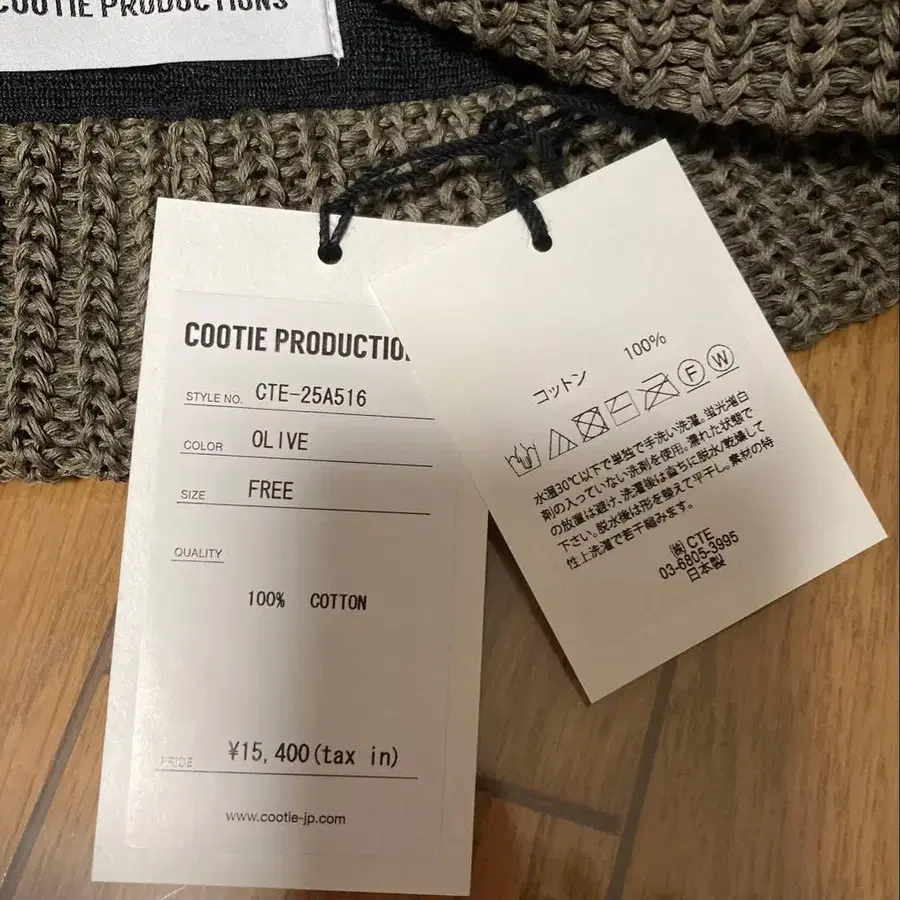 COOTIE PRODUCTIONS
COOTIE PRODUCTIO
STYLE NO. CTE-25A516
COLOR OLIVE
SIZE FREE
QUALITY
100% COTTON
PRICE ¥15,400(tax in)
www.cootie-jp.com
コットン 100%
F W
水温30℃以下で単独で手洗い洗濯。蛍光増白
剤の入っていない洗剤を使用。濡れた状態で
の放置は避け、洗濯後は直ちに脱水/乾燥して
下さい。脱水後は形を整えて平干し。素材の特
性上洗濯で若干縮みます。
㈱CTE
03-6805-3995
日本製